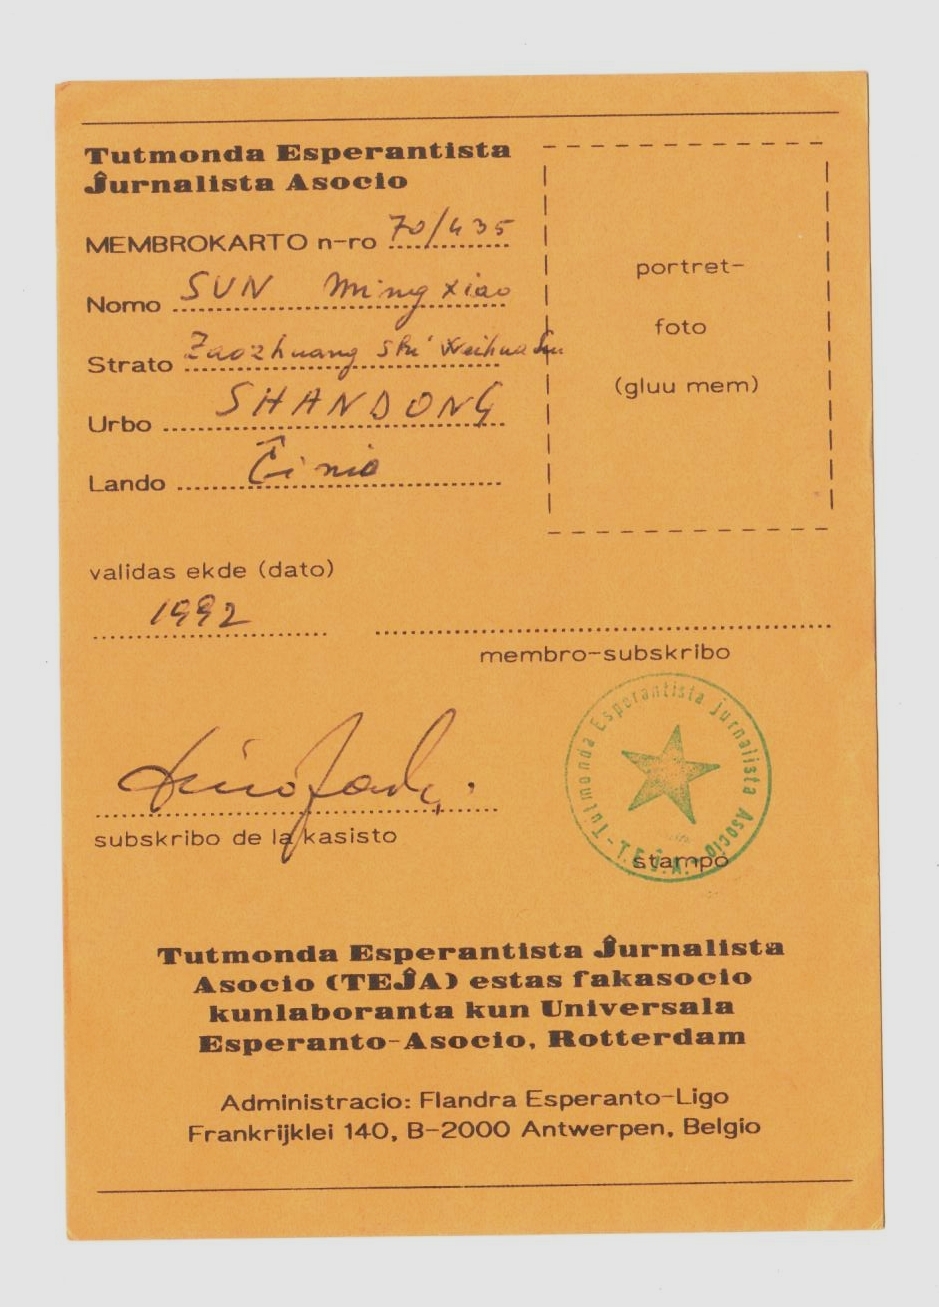 Tutmonda Esperantista
Ĵurnalista Asocio
MEMBROKARTO n-ro 70/435
Nomo SUN Mingxiao
Strato Zaozhuang Shi
Urbo SHANDONG
Lando Ĉinio
portret-
foto
(gluu mem)
validas ekde (dato)
1992
membro-subskribo
subskribo de la kasisto
Tutmonda Esperantista Ĵurnalista Asocio
-T.E.Ĵ.A.-
stampo
Tutmonda Esperantista Ĵurnalista
Asocio (TEĴA) estas fakasocio
kunlaboranta kun Universala
Esperanto-Asocio, Rotterdam
Administracio: Flandra Esperanto-Ligo
Frankrijklei 140, B-2000 Antwerpen, Belgio